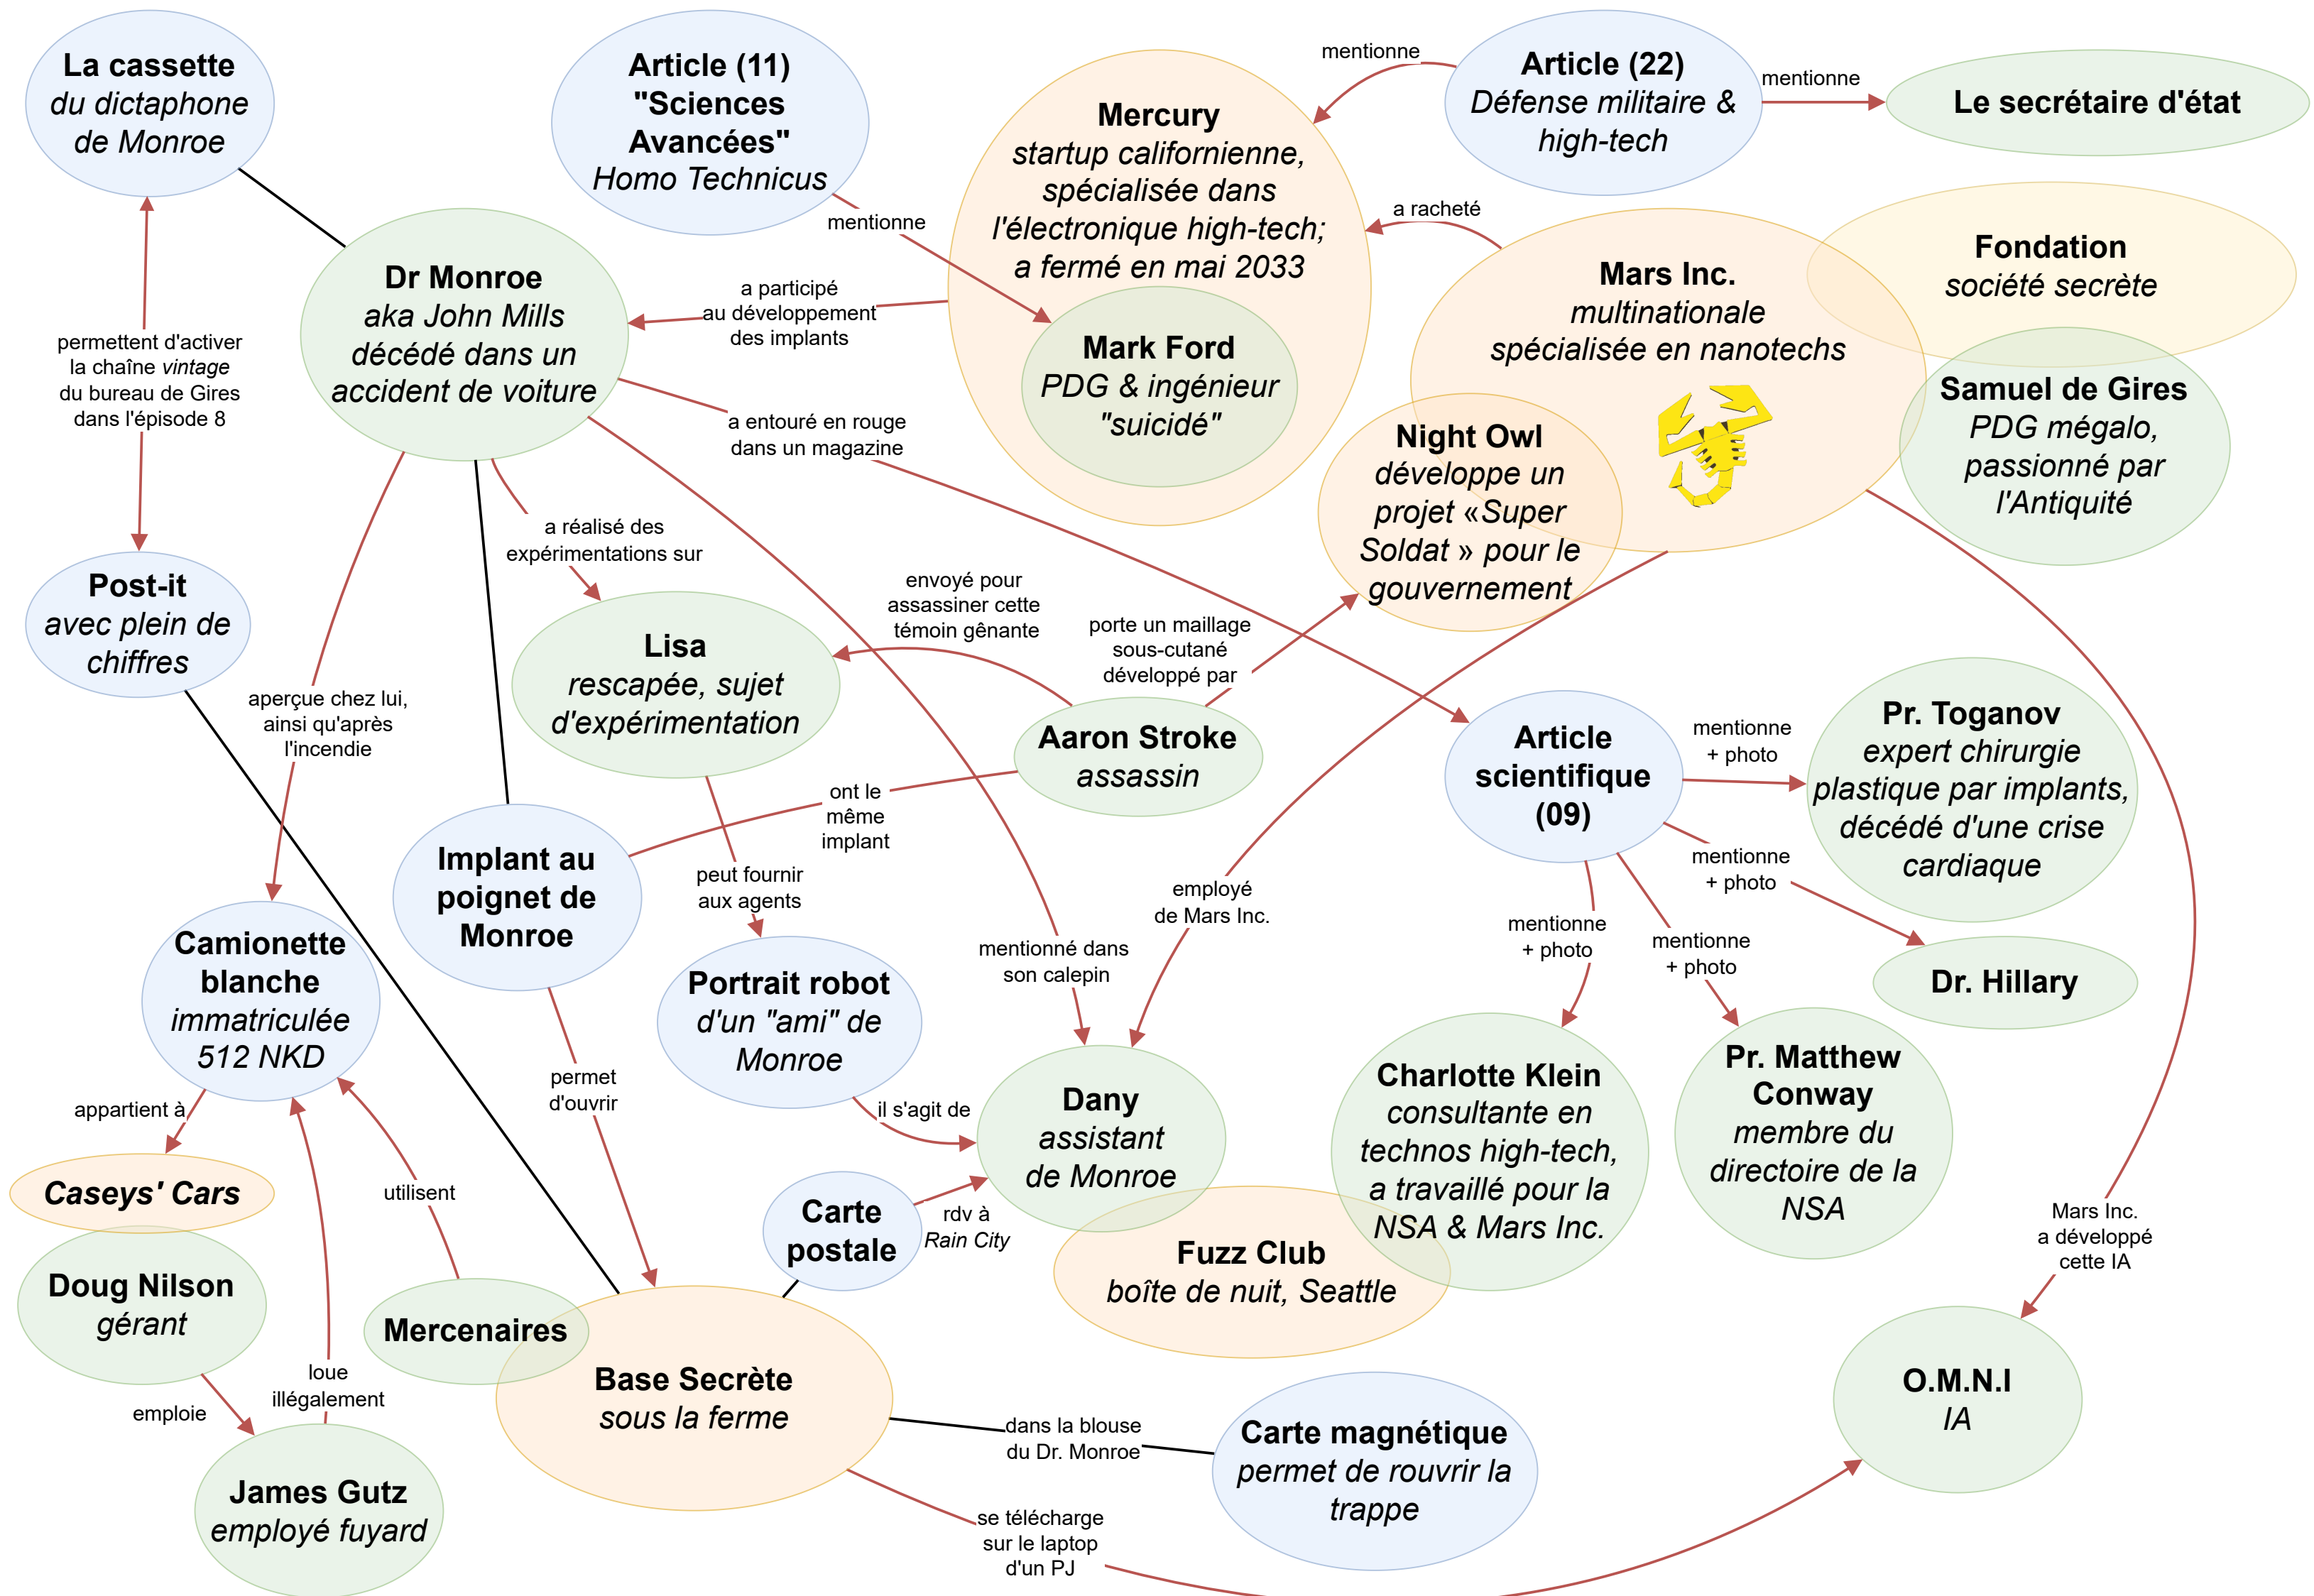 La cassette
du dictaphone
de Monroe
Article (11)
"Sciences
Avancées"
Homo Technicus
mentionne
Mercury
startup californienne,
spécialisée dans
l'électronique high-tech;
a fermé en mai 2033
mentionne
Article (22)
Défense militaire &
high-tech
mentionne
Le secrétaire d'état
a racheté
Fondation
société secrète
Mars Inc.
multinationale
spécialisée en nanotechs
Samuel de Gires
PDG mégalo,
passionné par
l'Antiquité
Dr Monroe
aka John Mills
décédé dans un
accident de voiture
a participé
au développement
des implants
Mark Ford
PDG & ingénieur
"suicidé"
Night Owl
développe un
projet «Super
Soldat » pour le
gouvernement
permettent d'activer
la chaîne vintage
du bureau de Gires
dans l'épisode 8
a entouré en rouge
dans un magazine
a réalisé des
expérimentations sur
Post-it
avec plein de
chiffres
envoyé pour
assassiner cette
témoin gênante
porte un maillage
sous-cutané
développé par
Lisa
rescapée, sujet
d'expérimentation
aperçue chez lui,
ainsi qu'après
l'incendie
Aaron Stroke
assassin
Article
scientifique
(09)
mentionne
+ photo
Pr. Toganov
expert chirurgie
plastique par implants,
décédé d'une crise
cardiaque
ont le
même
implant
Implant au
poignet de
Monroe
peut fournir
aux agents
employé
de Mars Inc.
mentionne
+ photo
mentionne
+ photo
mentionne
+ photo
Dr. Hillary
Camionette
blanche
immatriculée
512 NKD
Portrait robot
d'un "ami" de
Monroe
mentionné dans
son calepin
permet
d'ouvrir
appartient à
il s'agit de
Dany
assistant
de Monroe
Charlotte Klein
consultante en
technos high-tech,
a travaillé pour la
NSA & Mars Inc.
Pr. Matthew
Conway
membre du
directoire de la
NSA
Caseys' Cars
utilisent
Carte
postale
rdv à
Rain City
Fuzz Club
boîte de nuit, Seattle
Mars Inc.
a développé
cette IA
Doug Nilson
gérant
Mercenaires
loue
illégalement
emploie
Base Secrète
sous la ferme
dans la blouse
du Dr. Monroe
Carte magnétique
permet de rouvrir la
trappe
O.M.N.I
IA
James Gutz
employé fuyard
se télécharge
sur le laptop
d'un PJ